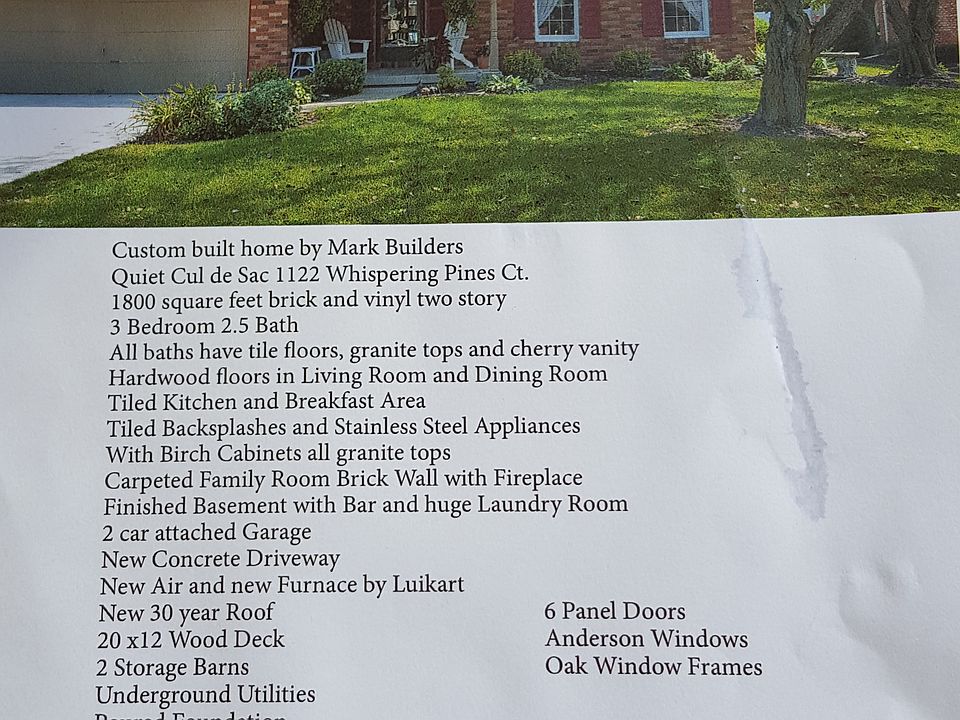 Custom built home by Mark Builders
Quiet Cul de Sac 1122 Whispering Pines Ct.
1800 square feet brick and vinyl two story
3 Bedroom 2.5 Bath
All baths have tile floors, granite tops and cherry vanity
Hardwood floors in Living Room and Dining Room
Tiled Kitchen and Breakfast Area
Tiled Backsplashes and Stainless Steel Appliances
With Birch Cabinets all granite tops
Carpeted Family Room Brick Wall with Fireplace
Finished Basement with Bar and huge Laundry Room
2 car attached Garage
New Concrete Driveway
New Air and new Furnace by Luikart
New 30 year Roof
20 x12 Wood Deck
2 Storage Barns
Underground Utilities
Poured Foundation
6 Panel Doors
Anderson Windows
Oak Window Frames